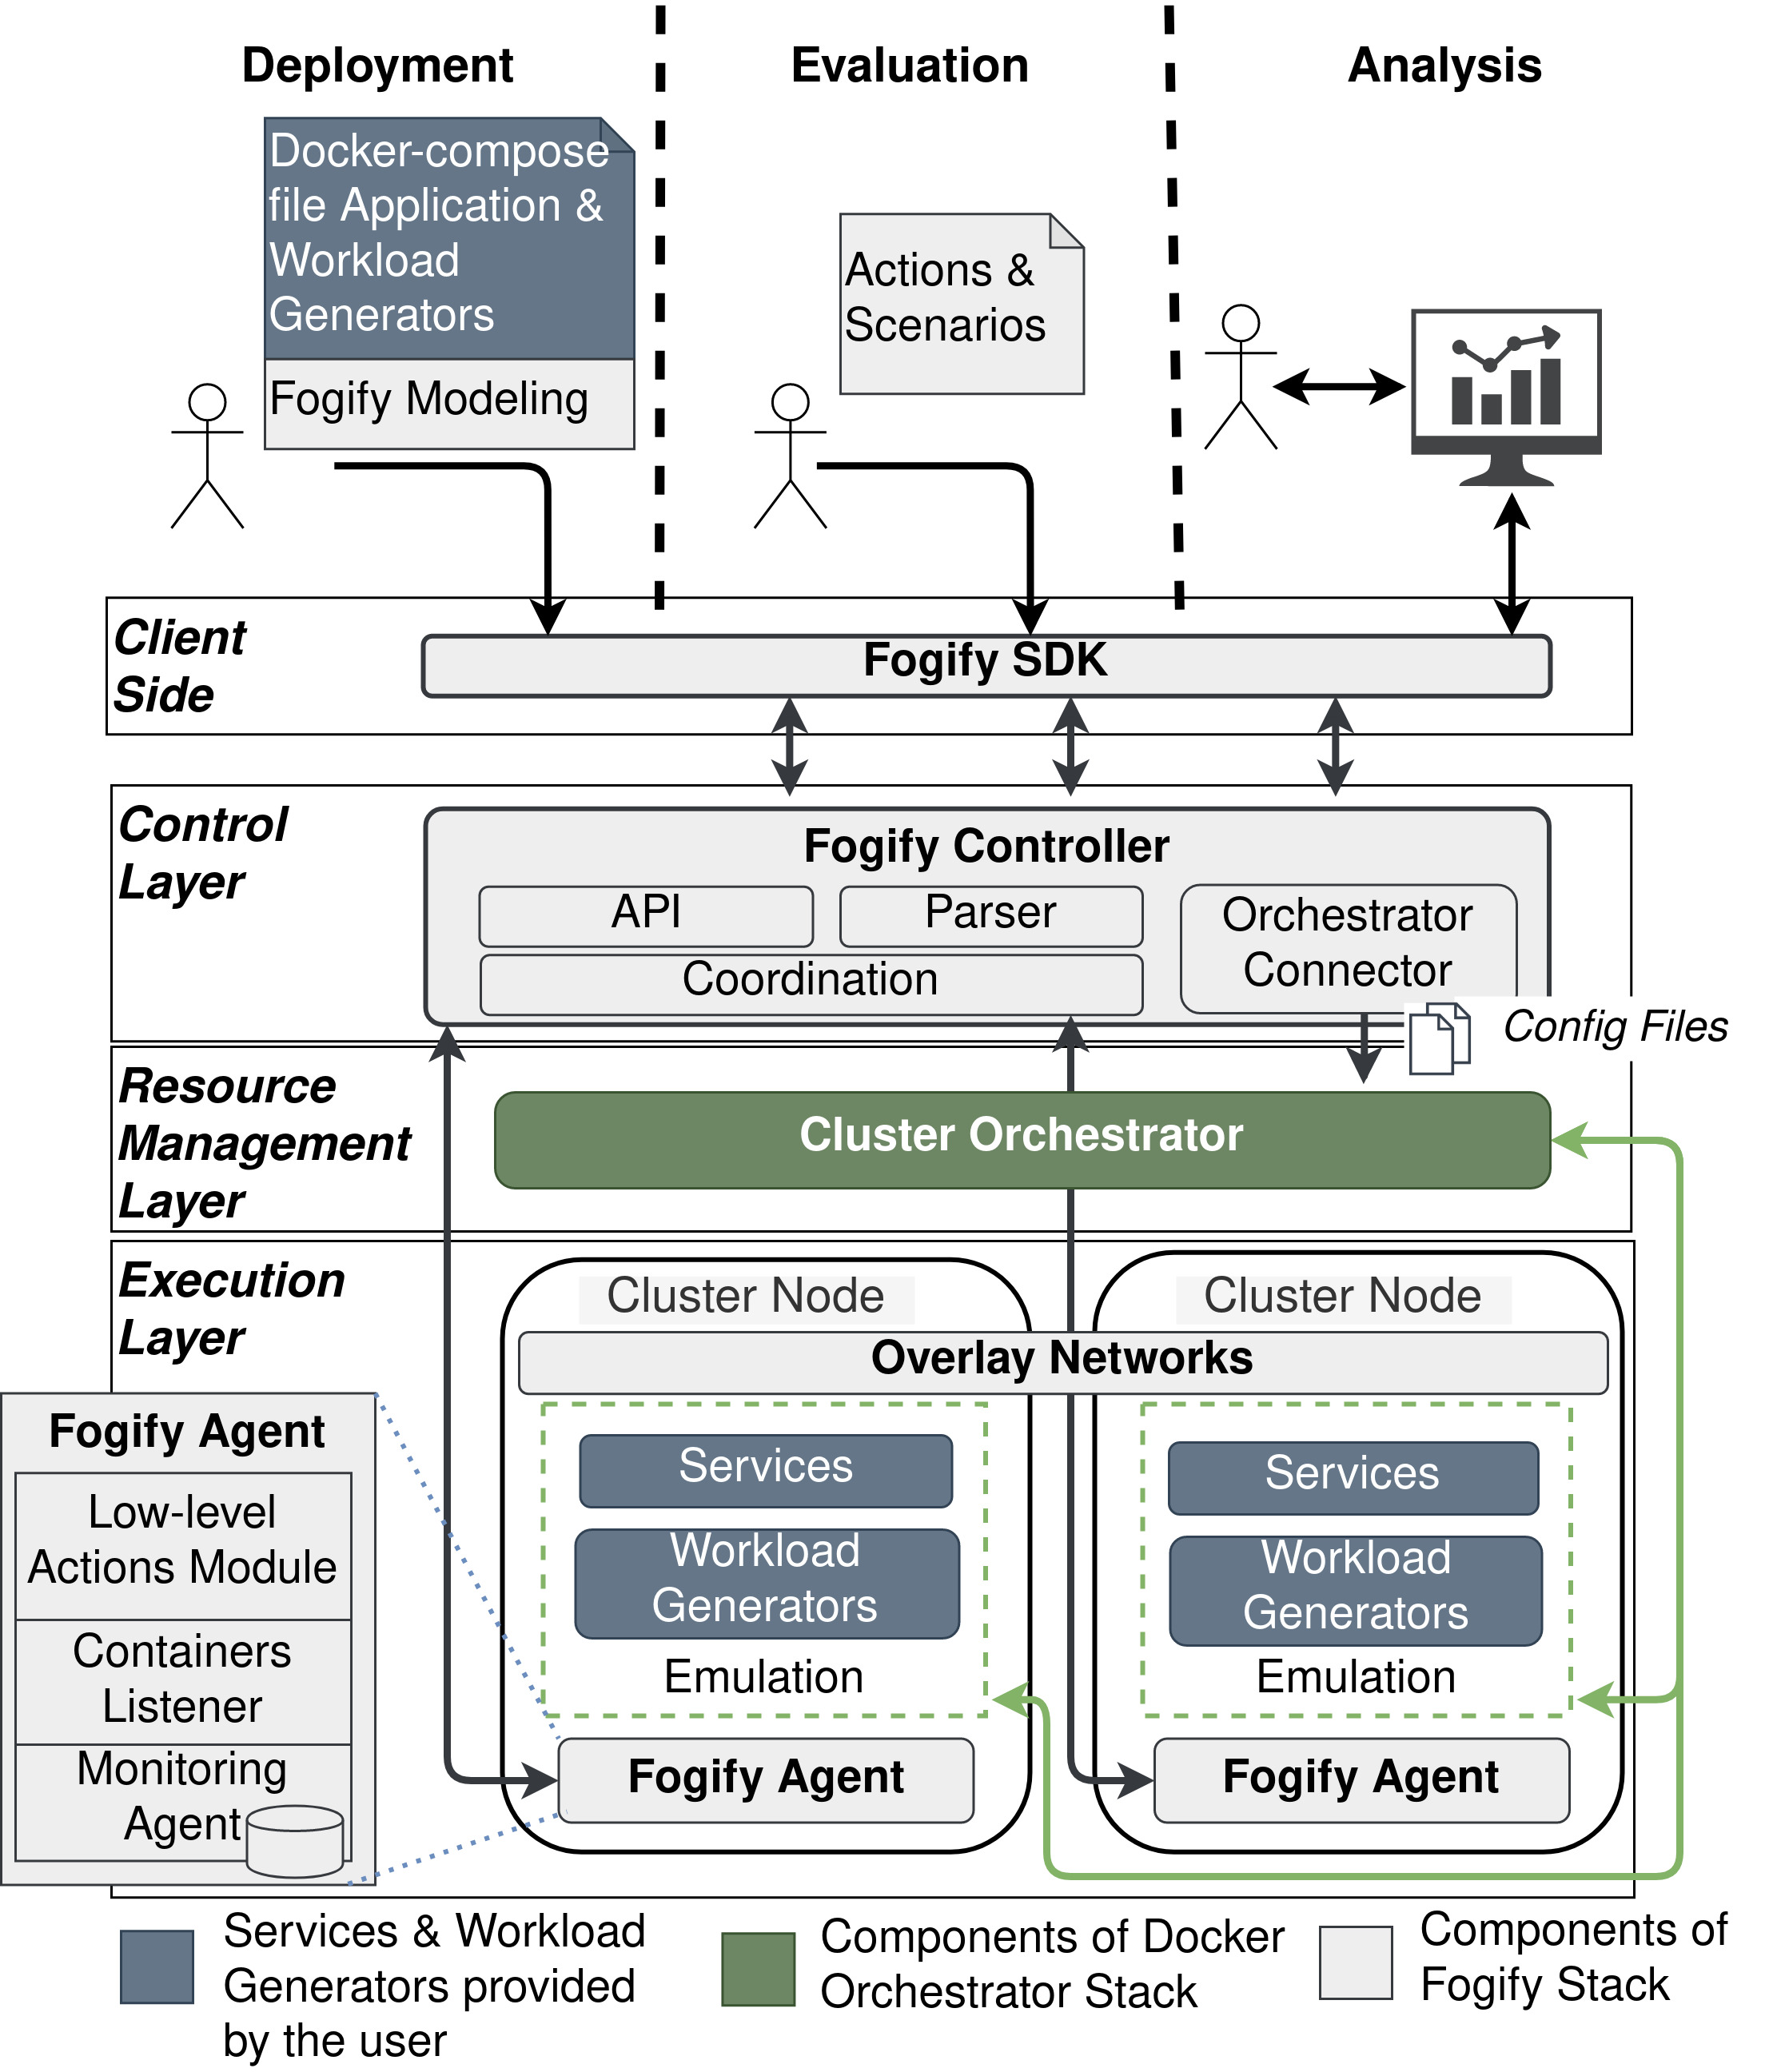 Deployment
Evaluation
Analysis
Docker-compose
file Application &
Workload
Generators
Fogify Modeling
Actions &
Scenarios
Client
Side
Fogify SDK
Control
Layer
Fogify Controller
API
Parser
Orchestrator
Connector
Coordination
Config Files
Resource
Management
Layer
Cluster Orchestrator
Execution
Layer
Cluster Node
Cluster Node
Overlay Networks
Fogify Agent
Low-level
Actions Module
Containers
Listener
Monitoring
Agent
Services
Workload
Generators
Emulation
Fogify Agent
Services
Workload
Generators
Emulation
Fogify Agent
Services & Workload
Generators provided
by the user
Components of Docker
Orchestrator Stack
Components of
Fogify Stack